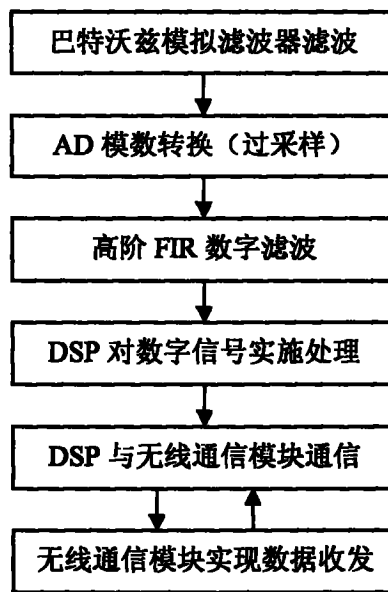 巴特沃兹模拟滤波器滤波
AD 模数转换（过采样）
高阶 FIR 数字滤波
DSP 对数字信号实施处理
DSP 与无线通信模块通信
无线通信模块实现数据收发